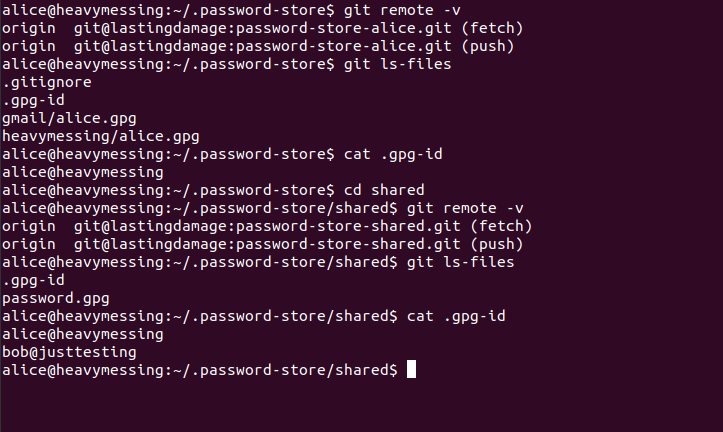 alice@heavymessing:~/.password-store$ git remote -v
origin  git@lastingdamage:password-store-alice.git (fetch)
origin  git@lastingdamage:password-store-alice.git (push)
alice@heavymessing:~/.password-store$ git ls-files
.gitignore
.gpg-id
gmail/alice.gpg
heavymessing/alice.gpg
alice@heavymessing:~/.password-store$ cat .gpg-id
alice@heavymessing
alice@heavymessing:~/.password-store$ cd shared
alice@heavymessing:~/.password-store/shared$ git remote -v
origin  git@lastingdamage:password-store-shared.git (fetch)
origin  git@lastingdamage:password-store-shared.git (push)
alice@heavymessing:~/.password-store/shared$ git ls-files
.gpg-id
password.gpg
alice@heavymessing:~/.password-store/shared$ cat .gpg-id
alice@heavymessing
bob@justtesting
alice@heavymessing:~/.password-store/shared$